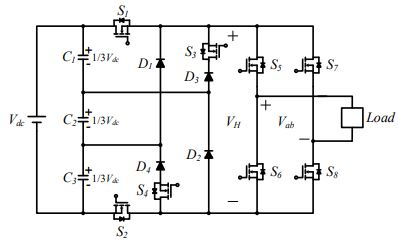 S1
S3
+
C1 + - 1/3Vdc
D1
D3
S5
S7
Vdc
C2 + - 1/3Vdc
VH
+
Vab
-
Load
D4
D2
C3 + - 1/3Vdc
S4
S6
S8
S2
-